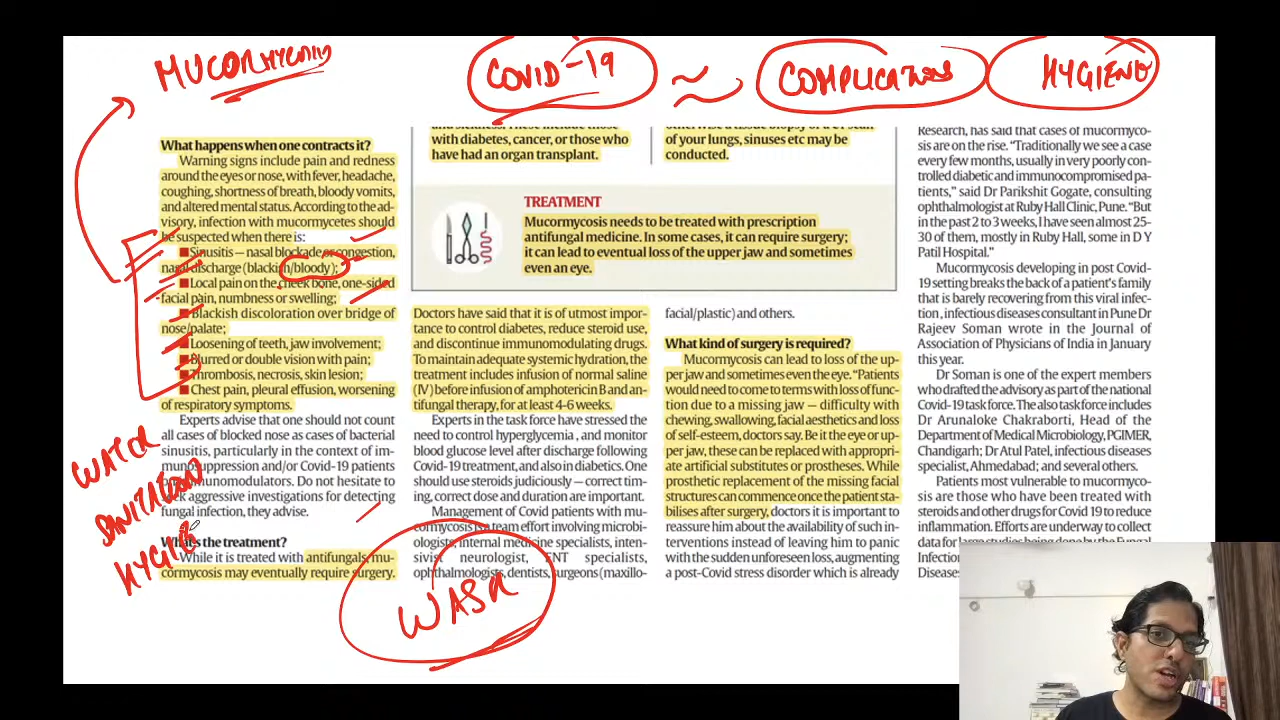 MUCORMYCOSIS
COVID-19
COMPLICATIONS
HYGIENE
What happens when one contracts it?
Warning signs include pain and redness
around the eyes or nose, with fever, headache,
coughing, shortness of breath, bloody vomits,
and altered mental status. According to the ad-
visory, infection with mucormycetes should
be suspected when there is:
Sinusitis — nasal blockade or congestion,
nasal discharge (blackish/bloody);
Local pain on the cheek bone, one-sided
facial pain, numbness or swelling;
Blackish discoloration over bridge of
nose/palate;
Loosening of teeth, jaw involvement;
Blurred or double vision with pain;
Thrombosis, necrosis, skin lesion;
Chest pain, pleural effusion, worsening
of respiratory symptoms.
Experts advise that one should not count
all cases of blocked nose as cases of bacterial
sinusitis, particularly in the context of im-
munosuppression and/or Covid-19 patients
on immunomodulators. Do not hesitate to
seek aggressive investigations for detecting
fungal infection, they advise.
What's the treatment?
While it is treated with antifungals, mu-
cormycosis may eventually require surgery.
WATER
SANITATION
HYGIE
and sickness. These include those
with diabetes, cancer, or those who
have had an organ transplant.
otherwise a tissue biopsy or a CT scan
of your lungs, sinuses etc may be
conducted.
TREATMENT
Mucormycosis needs to be treated with prescription
antifungal medicine. In some cases, it can require surgery;
it can lead to eventual loss of the upper jaw and sometimes
even an eye.
Doctors have said that it is of utmost impor-
tance to control diabetes, reduce steroid use,
and discontinue immunomodulating drugs.
To maintain adequate systemic hydration, the
treatment includes infusion of normal saline
(IV) before infusion of amphotericin B and an-
tifungal therapy, for at least 4-6 weeks.
Experts in the task force have stressed the
need to control hyperglycemia , and monitor
blood glucose level after discharge following
Covid-19 treatment, and also in diabetics. One
should use steroids judiciously — correct tim-
ing, correct dose and duration are important.
Management of Covid patients with mu-
cormycosis is a team effort involving microbi-
ologists, internal medicine specialists, inten-
sivist neurologist, ENT specialists,
ophthalmologists, dentists, surgeons (maxillo-
WASH
facial/plastic) and others.
What kind of surgery is required?
Mucormycosis can lead to loss of the up-
per jaw and sometimes even the eye. “Patients
would need to come to terms with loss of func-
tion due to a missing jaw — difficulty with
chewing, swallowing, facial aesthetics and loss
of self-esteem, doctors say. Be it the eye or up-
per jaw, these can be replaced with appropri-
ate artificial substitutes or prostheses. While
prosthetic replacement of the missing facial
structures can commence once the patient sta-
bilises after surgery, doctors it is important to
reassure him about the availability of such in-
terventions instead of leaving him to panic
with the sudden unforeseen loss, augmenting
a post-Covid stress disorder which is already
Research, has said that cases of mucormyco-
sis are on the rise. “Traditionally we see a case
every few months, usually in very poorly con-
trolled diabetic and immunocompromised pa-
tients,” said Dr Parikshit Gogate, consulting
ophthalmologist at Ruby Hall Clinic, Pune. “But
in the past 2 to 3 weeks, I have seen almost 25-
30 of them, mostly in Ruby Hall, some in D Y
Patil Hospital.”
Mucormycosis developing in post Covid-
19 setting breaks the back of a patient's family
that is barely recovering from this viral infec-
tion , infectious diseases consultant in Pune Dr
Rajeev Soman wrote in the Journal of
Association of Physicians of India in January
this year.
Dr Soman is one of the expert members
who drafted the advisory as part of the national
Covid-19 task force. The also task force includes
Dr Arunaloke Chakraborti, Head of the
Department of Medical Microbiology, PGIMER,
Chandigarh; Dr Atul Patel, infectious diseases
specialist, Ahmedabad; and several others.
Patients most vulnerable to mucormyco-
sis are those who have been treated with
steroids and other drugs for Covid 19 to reduce
inflammation. Efforts are underway to collect
data for large studies being done by the Fungal
Infection
Disease